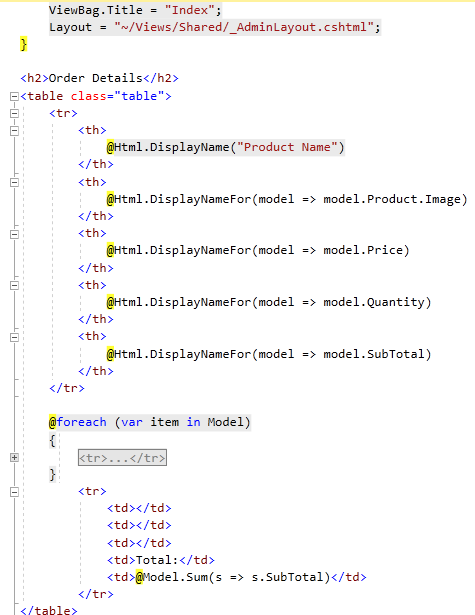 ViewBag.Title = "Index";
Layout = "~/Views/Shared/_AdminLayout.cshtml";
}
<h2>Order Details</h2>
<table class="table">
<tr>
<th>
@Html.DisplayName("Product Name")
</th>
<th>
@Html.DisplayNameFor(model => model.Product.Image)
</th>
<th>
@Html.DisplayNameFor(model => model.Price)
</th>
<th>
@Html.DisplayNameFor(model => model.Quantity)
</th>
<th>
@Html.DisplayNameFor(model => model.SubTotal)
</th>
</tr>
@foreach (var item in Model)
{
<tr>...</tr>
}
<tr>
<td></td>
<td></td>
<td></td>
<td>Total:</td>
<td>@Model.Sum(s => s.SubTotal)</td>
</tr>
</table>